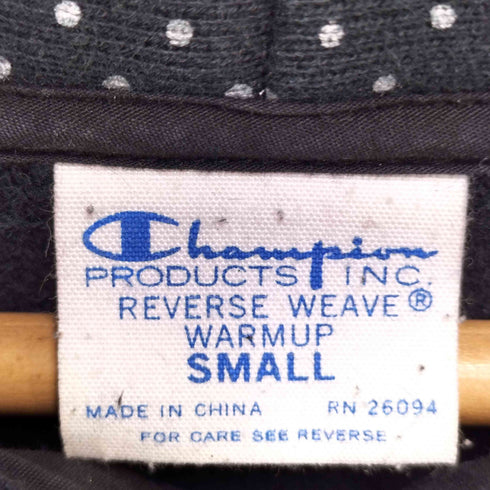 Champion
PRODUCTS INC.
REVERSE WEAVE®
WARMUP
SMALL
MADE IN CHINA RN 26094
FOR CARE SEE REVERSE